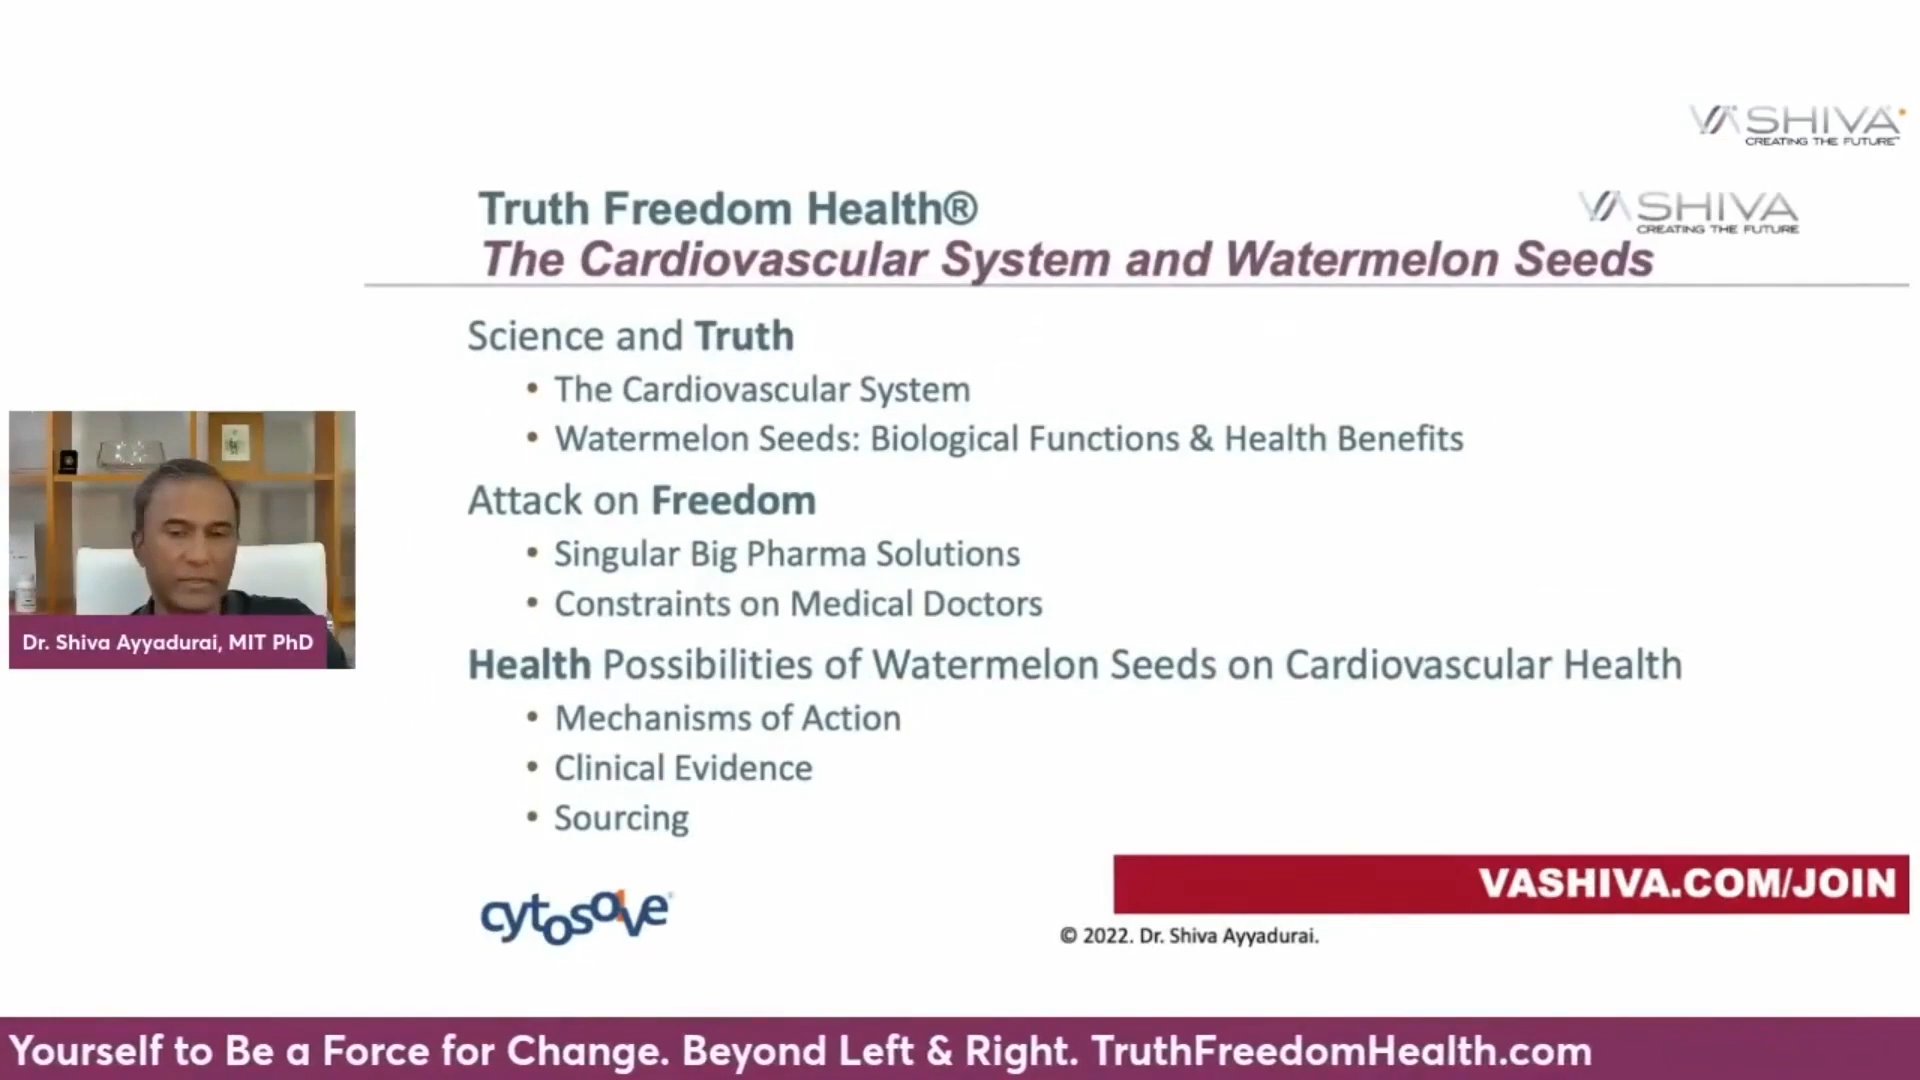 VA SHIVA
CREATING THE FUTURE
Truth Freedom Health®
VA SHIVA
CREATING THE FUTURE
The Cardiovascular System and Watermelon Seeds
Science and Truth
• The Cardiovascular System
• Watermelon Seeds: Biological Functions & Health Benefits
Attack on Freedom
• Singular Big Pharma Solutions
• Constraints on Medical Doctors
Dr. Shiva Ayyadurai, MIT PhD
Health Possibilities of Watermelon Seeds on Cardiovascular Health
• Mechanisms of Action
• Clinical Evidence
• Sourcing
VASHIVA.COM/JOIN
cytosolve
© 2022. Dr. Shiva Ayyadurai.
Yourself to Be a Force for Change. Beyond Left & Right. TruthFreedomHealth.com